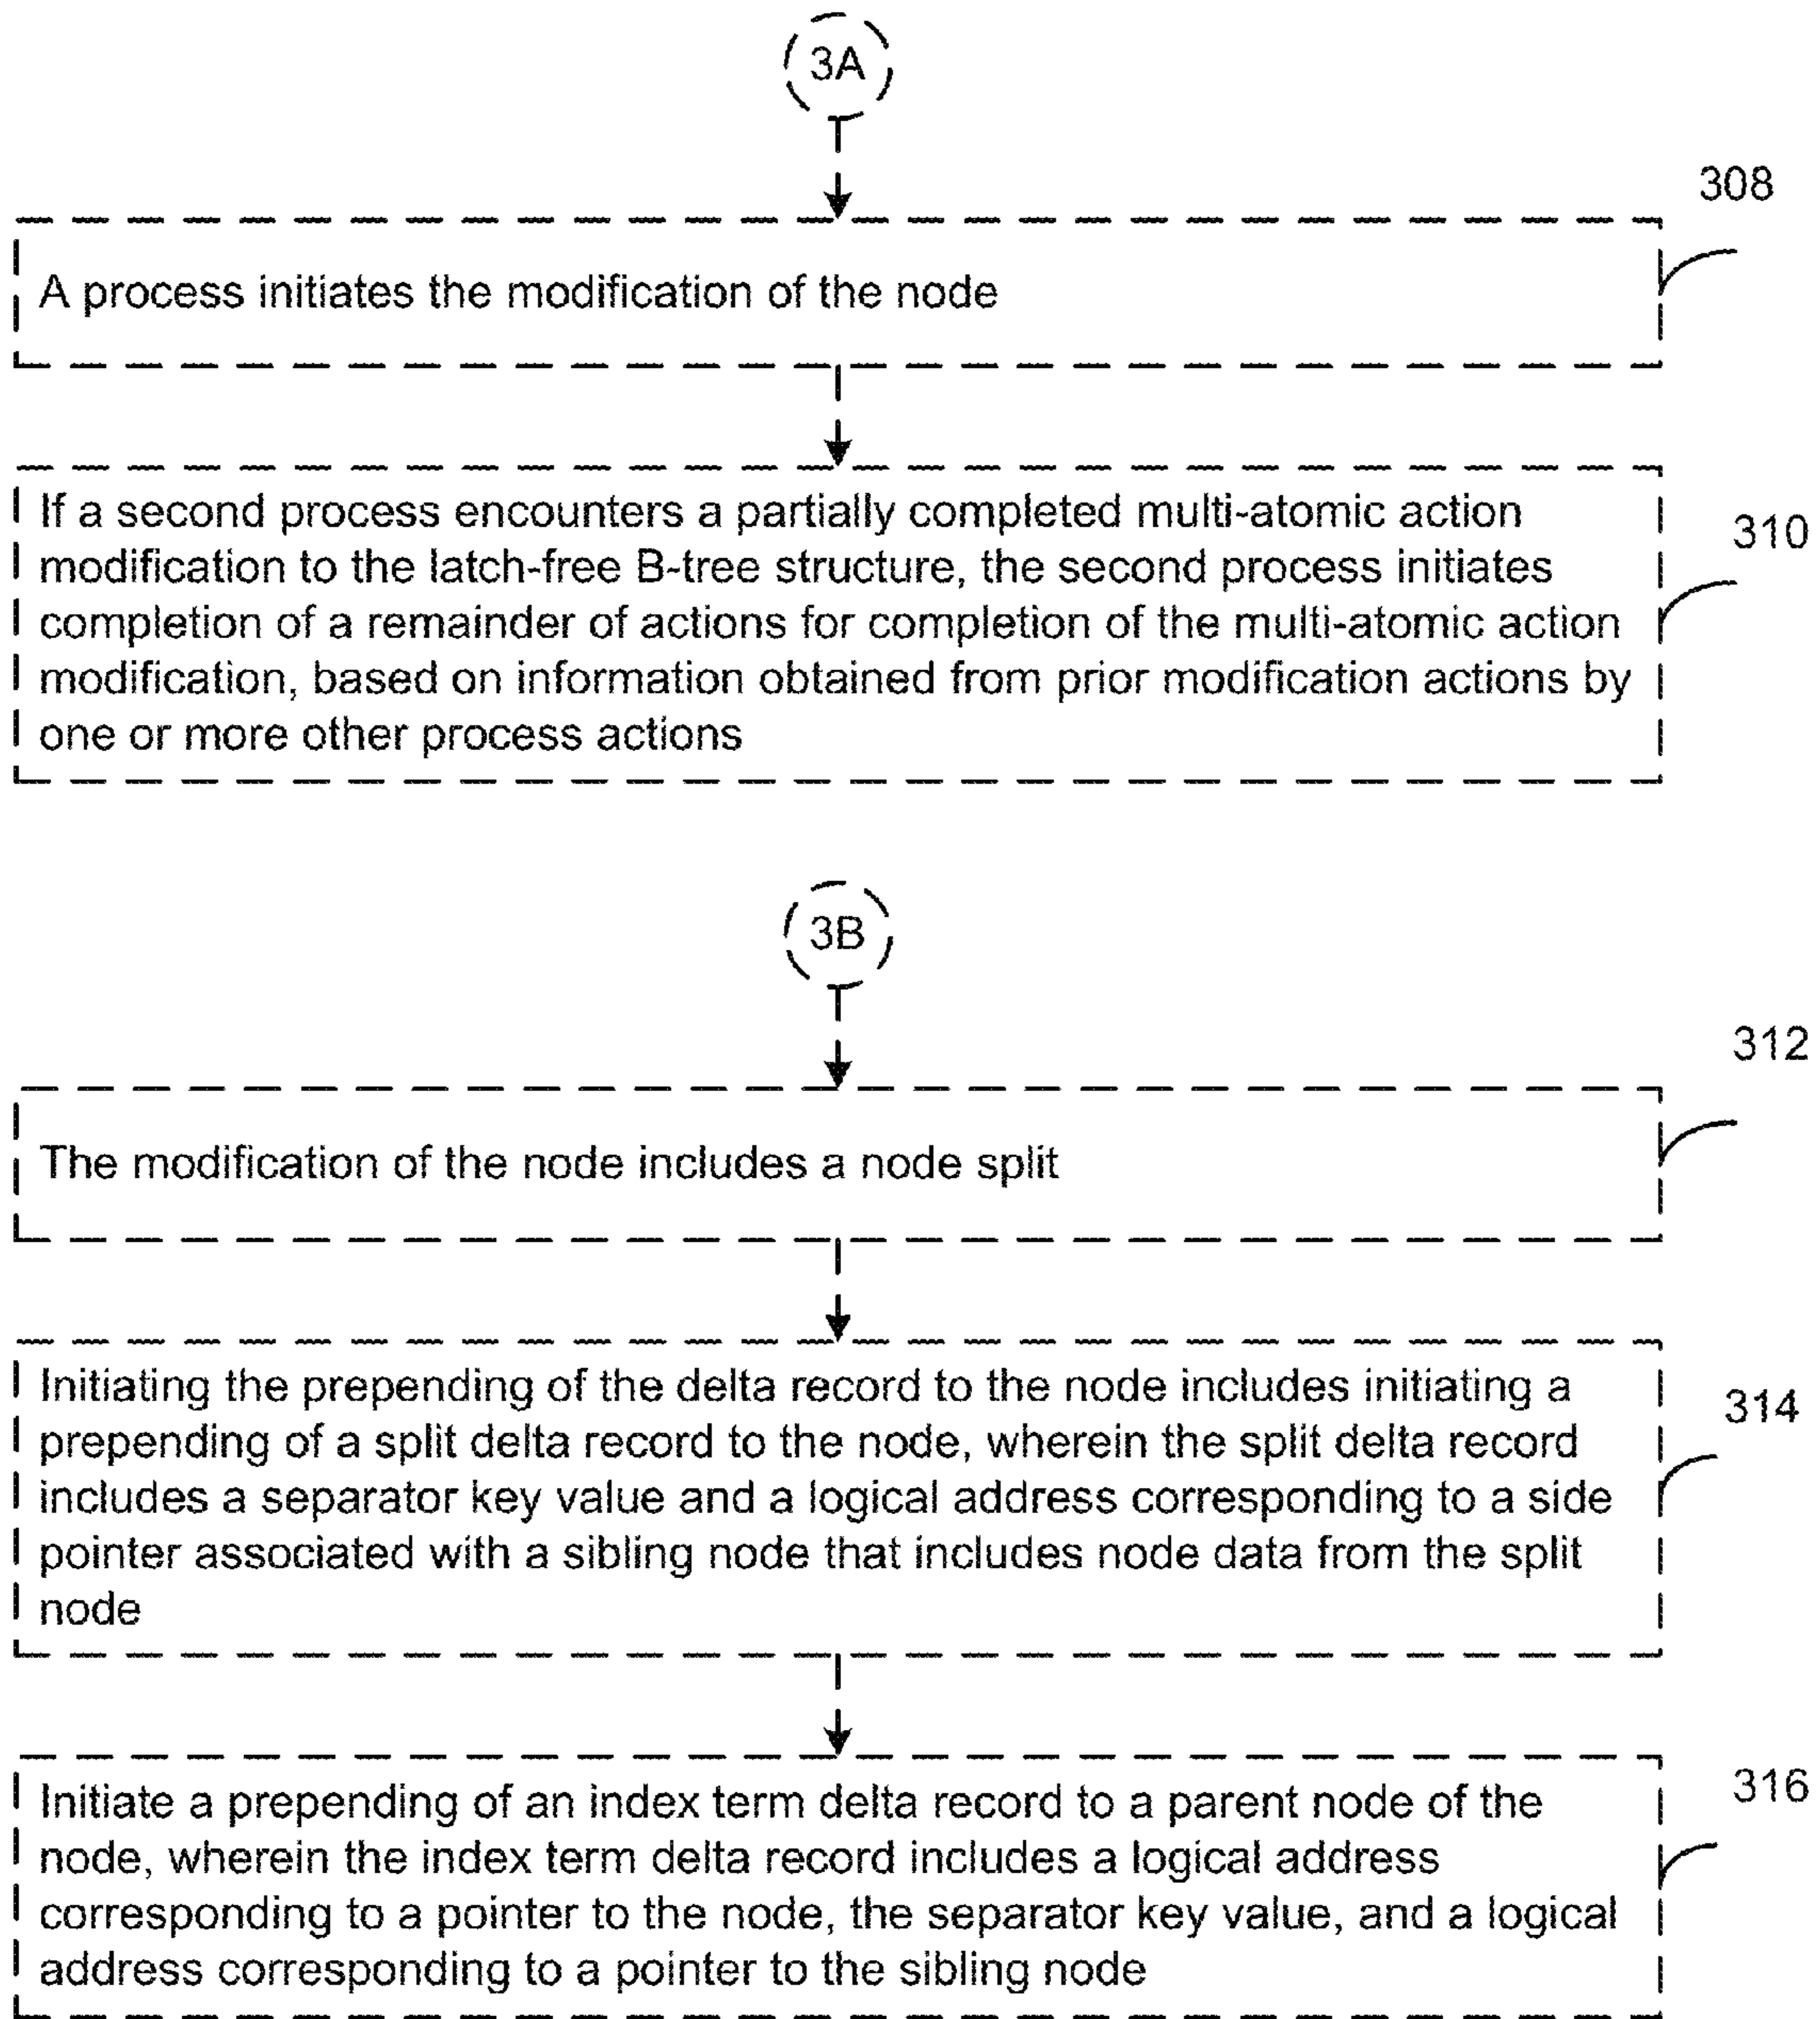 3A
308
A process initiates the modification of the node
If a second process encounters a partially completed multi-atomic action
modification to the latch-free B-tree structure, the second process initiates
completion of a remainder of actions for completion of the multi-atomic action
modification, based on information obtained from prior modification actions by
one or more other process actions
310
3B
312
The modification of the node includes a node split
Initiating the prepending of the delta record to the node includes initiating a
prepending of a split delta record to the node, wherein the split delta record
includes a separator key value and a logical address corresponding to a side
pointer associated with a sibling node that includes node data from the split
node
314
Initiate a prepending of an index term delta record to a parent node of the
node, wherein the index term delta record includes a logical address
corresponding to a pointer to the node, the separator key value, and a logical
address corresponding to a pointer to the sibling node
316